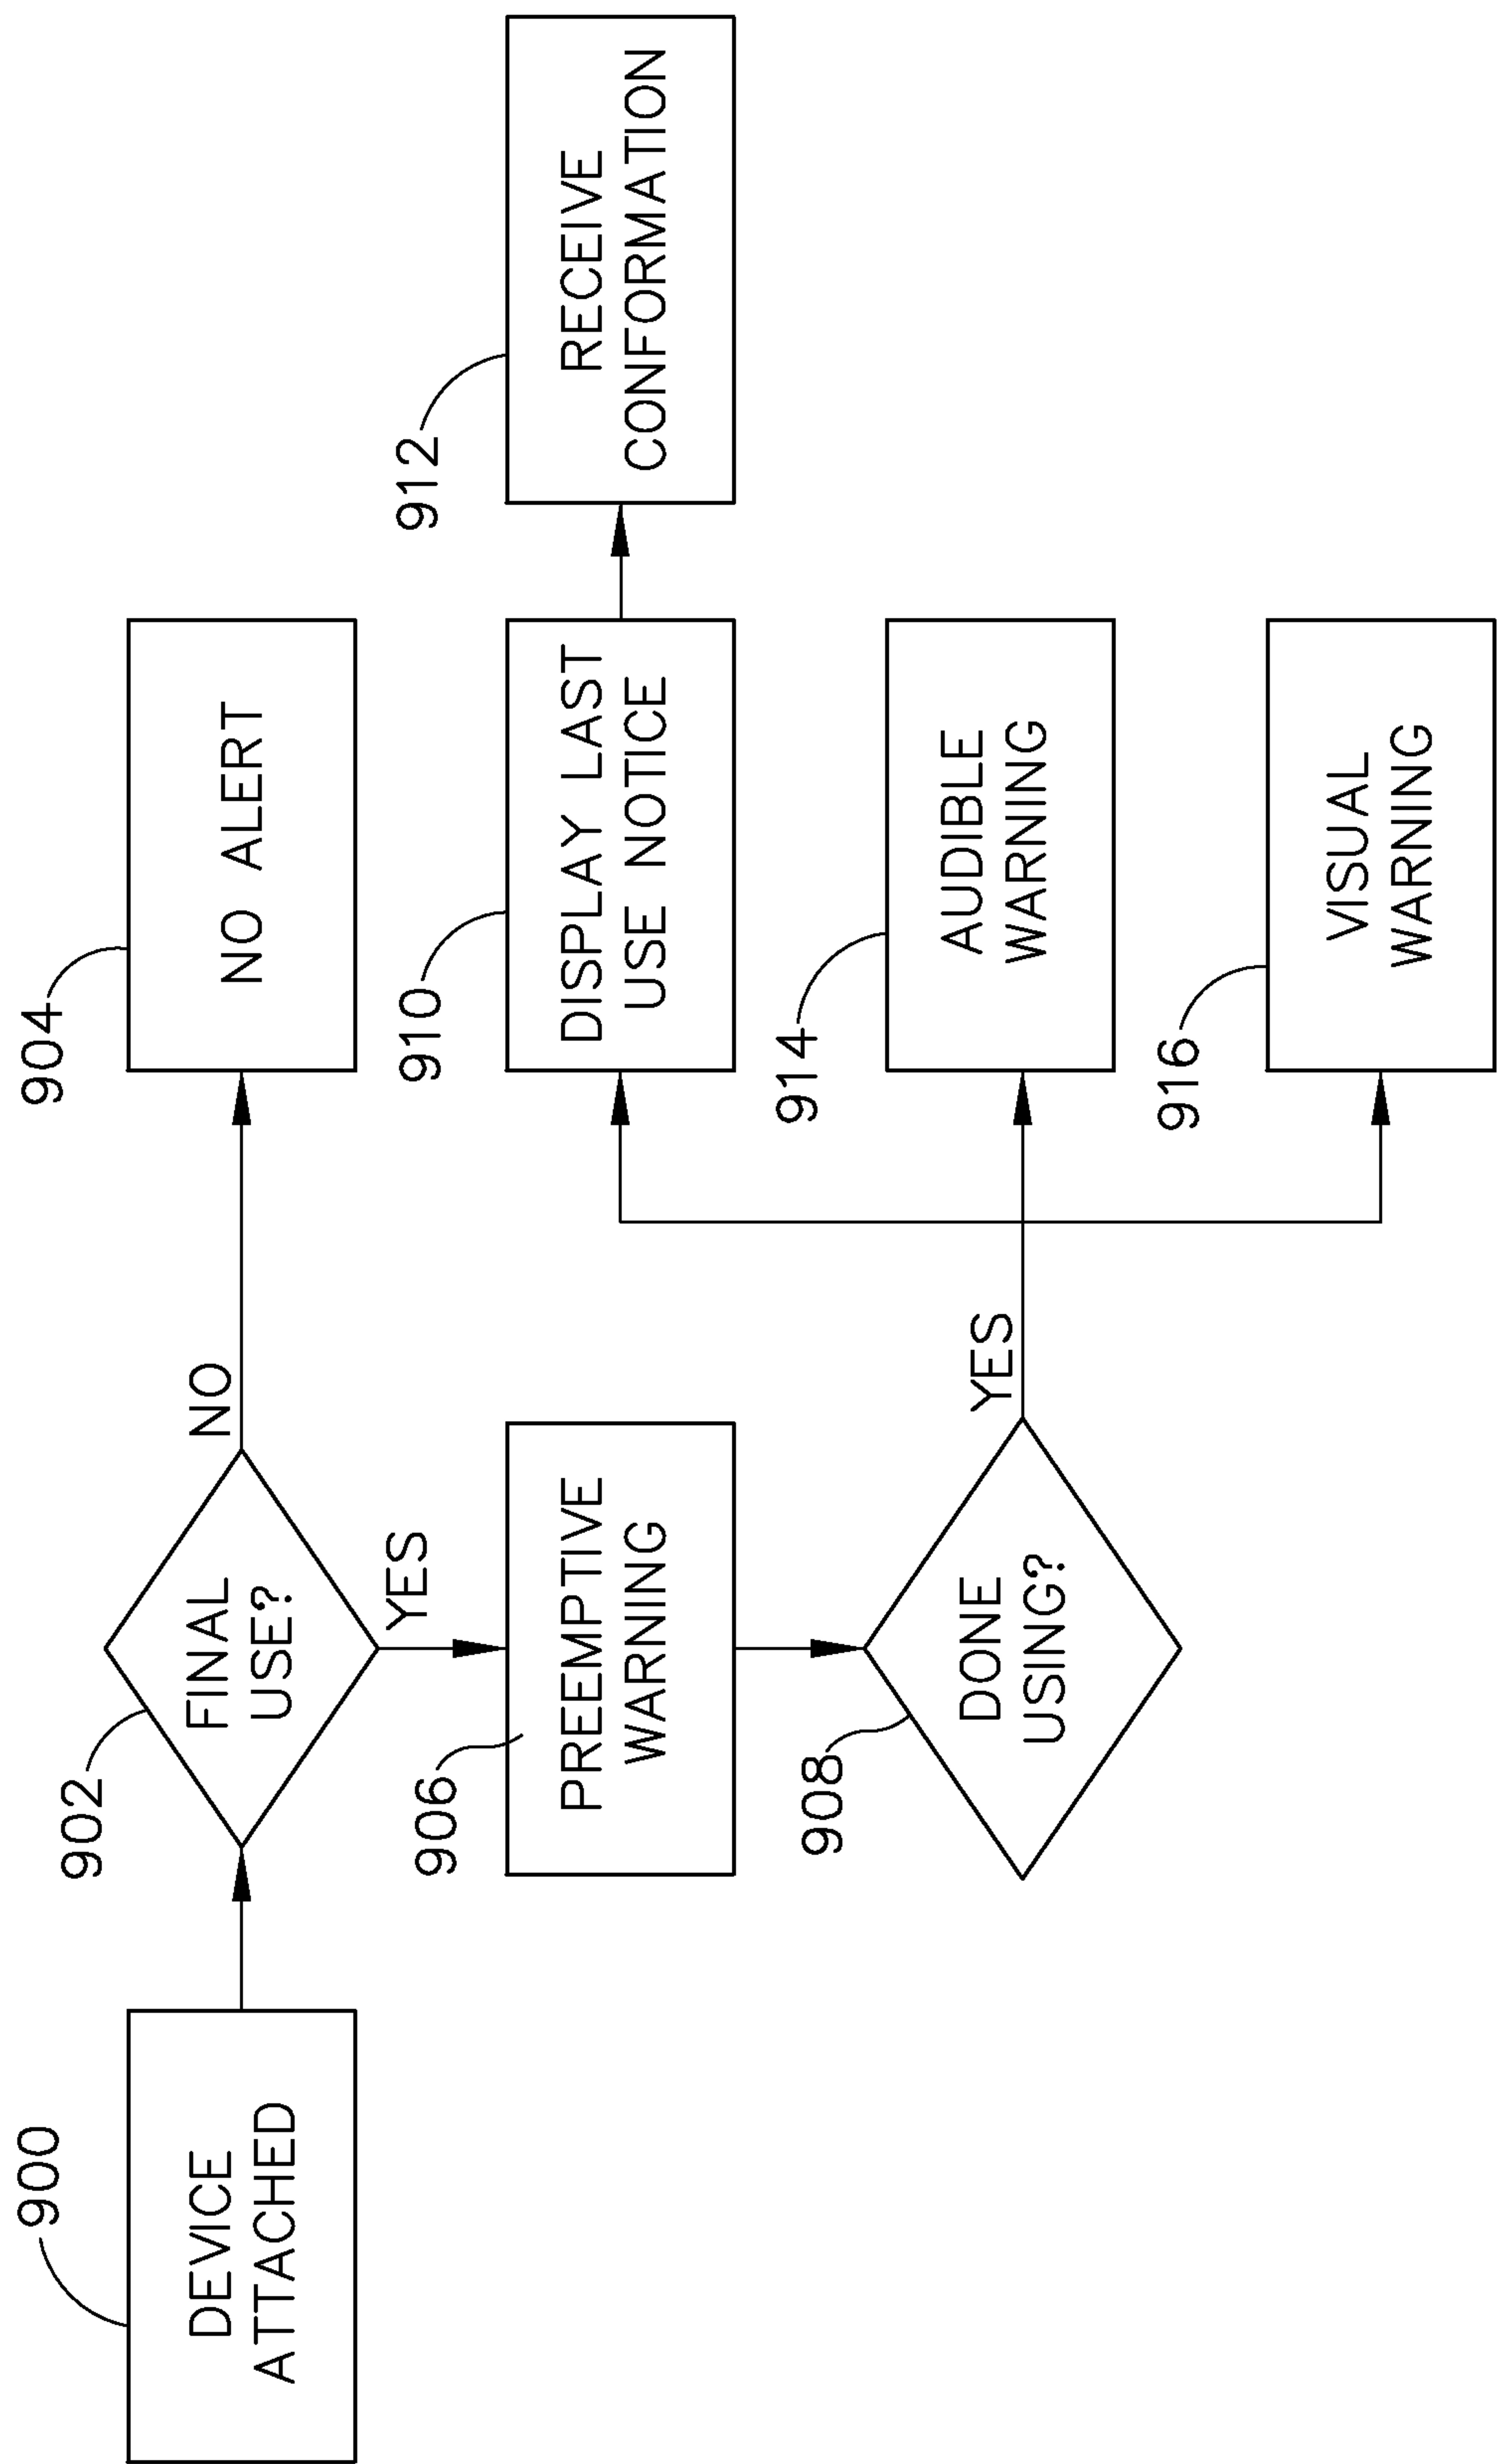 900
DEVICE
ATTACHED
902
FINAL
USE?
NO
904
NO ALERT
YES
906
PREEMPTIVE
WARNING
908
DONE
USING?
YES
910
DISPLAY LAST
USE NOTICE
912
RECEIVE
CONFORMATION
914
AUDIBLE
WARNING
916
VISUAL
WARNING